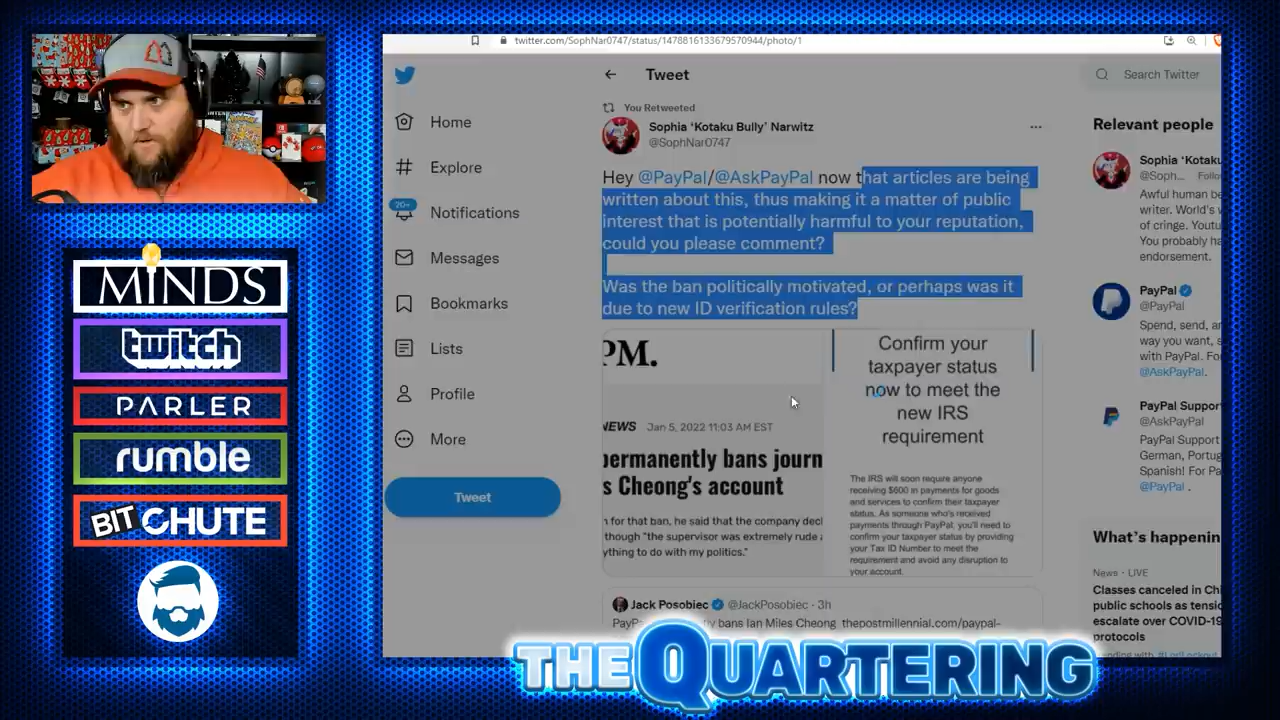 twitter.com/SophNar0747/status/1478816133679570944/photo/1
MINDS
twitch
PARLER
rumble
BIT CHUTE
20+
Home
Explore
Notifications
Messages
Bookmarks
Lists
Profile
More
Tweet
Tweet
You Retweeted
Sophia ‘Kotaku Bully’ Narwitz
@SophNar0747
Hey @PayPal/@AskPayPal now that articles are being
written about this, thus making it a matter of public
interest that is potentially harmful to your reputation,
could you please comment?
Was the ban politically motivated, or perhaps was it
due to new ID verification rules?
PM.
NEWS Jan 5, 2022 11:03 AM EST
permanently bans journ
s Cheong's account
n for that ban, he said that the company decl
though "the supervisor was extremely rude a
ything to do with my politics."
Confirm your
taxpayer status
now to meet the
new IRS
requirement
The IRS will soon require anyone
receiving $600 in payments for goods
and services to confirm their taxpayer
status. As someone who's received
payments through PayPal, you'll need to
confirm your taxpayer status by providing
your Tax ID Number to meet the
requirement and avoid any disruption to
your account.
Jack Posobiec @JackPosobiec · 3h
bans Ian Miles Cheong thepostmillennial.com/paypal-
Search Twitter
Relevant people
Sophia ‘Kotaku
@Soph... Follo
Awful human be
writer. World's v
of cringe. Youtu
You probably ha
endorsement.
PayPal
@PayPal
Spend, send, ar
way you want, s
with PayPal. Fo
@AskPayPal.
PayPal Suppor
@AskPayPal
PayPal Support
German, Portug
Spanish! For Pa
@PayPal .
What’s happenin
News · LIVE
Classes canceled in Chi
public schools as tensio
escalate over COVID-19
protocols
THE QUARTERING